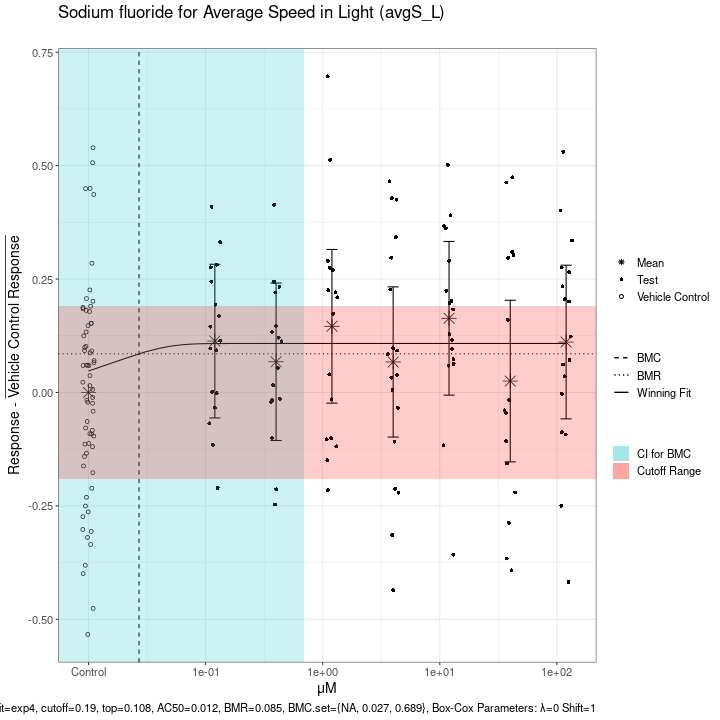 Sodium fluoride for Average Speed in Light (avgS_L)
0.75
0.50
0.25
0.00
-0.25
-0.50
Response - Vehicle Control Response
Control
1e-01
1e+00
1e+01
1e+02
μM
Mean
Test
Vehicle Control
BMC
BMR
Winning Fit
CI for BMC
Cutoff Range
it=exp4, cutoff=0.19, top=0.108, AC50=0.012, BMR=0.085, BMC.set={NA, 0.027, 0.689}, Box-Cox Parameters: λ=0 Shift=1